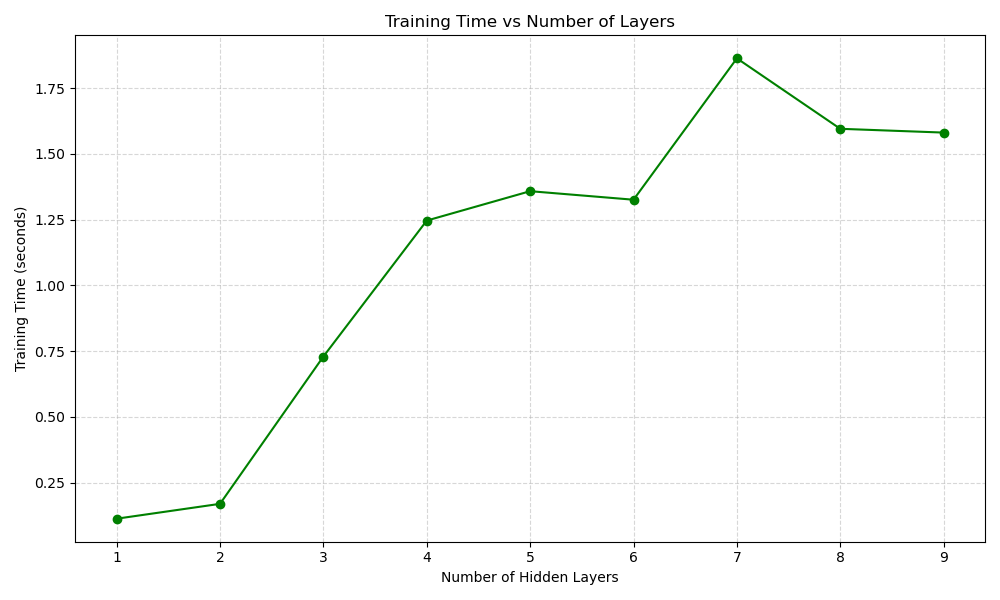 Training Time vs Number of Layers
Training Time (seconds)
1.75
1.50
1.25
1.00
0.75
0.50
0.25
1 2 3 4 5 6 7 8 9
Number of Hidden Layers